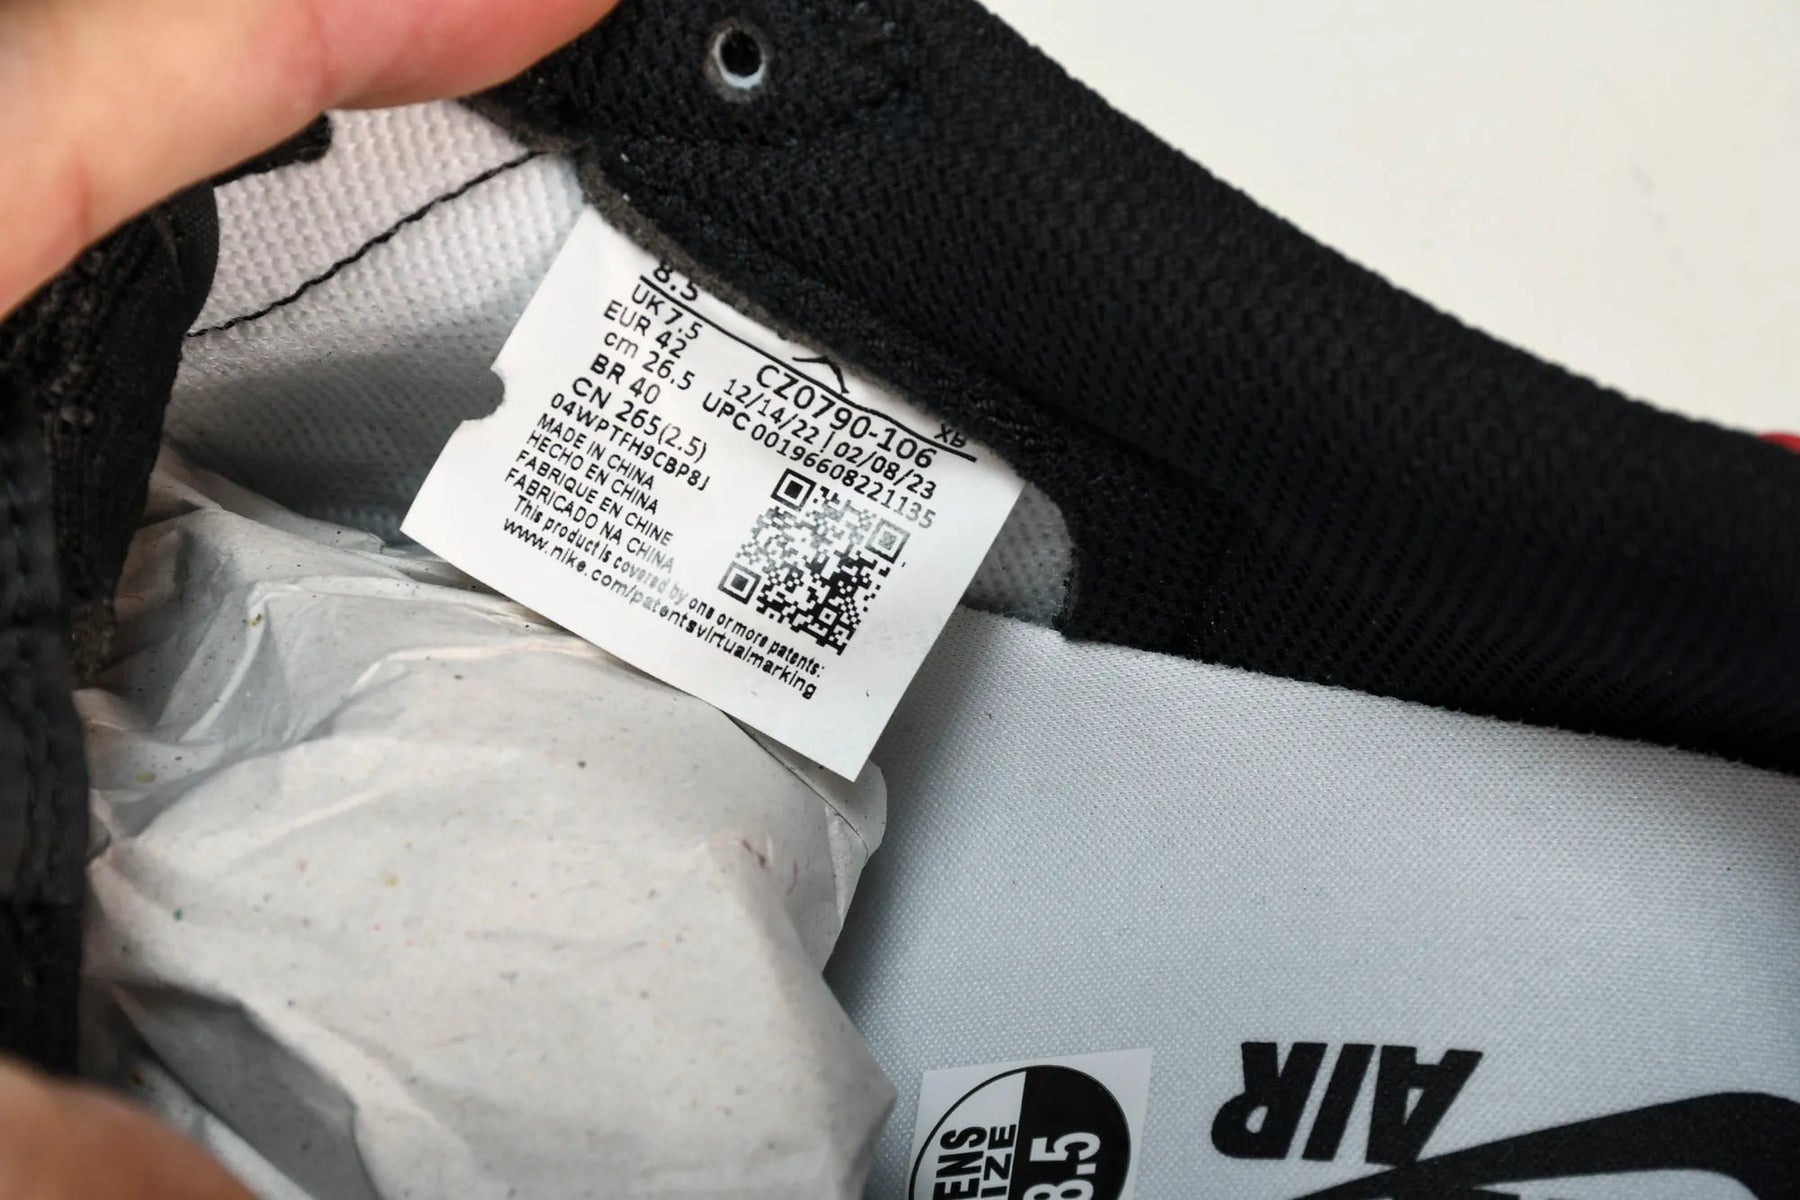 8.5
UK 7.5
EUR 42
cm 26.5
BR 40
CN 265(2.5)
04WPTFH9CBP8J
MADE IN CHINA
HECHO EN CHINA
FABRIQUE EN CHINE
FABRICADO NA CHINA
This product is covered by one or more patents:
www.nike.com/patentsvirtualmarking
XB
CZ0790-106
12/14/22 | 02/08/23
UPC 00196608221135
8.5
AIR